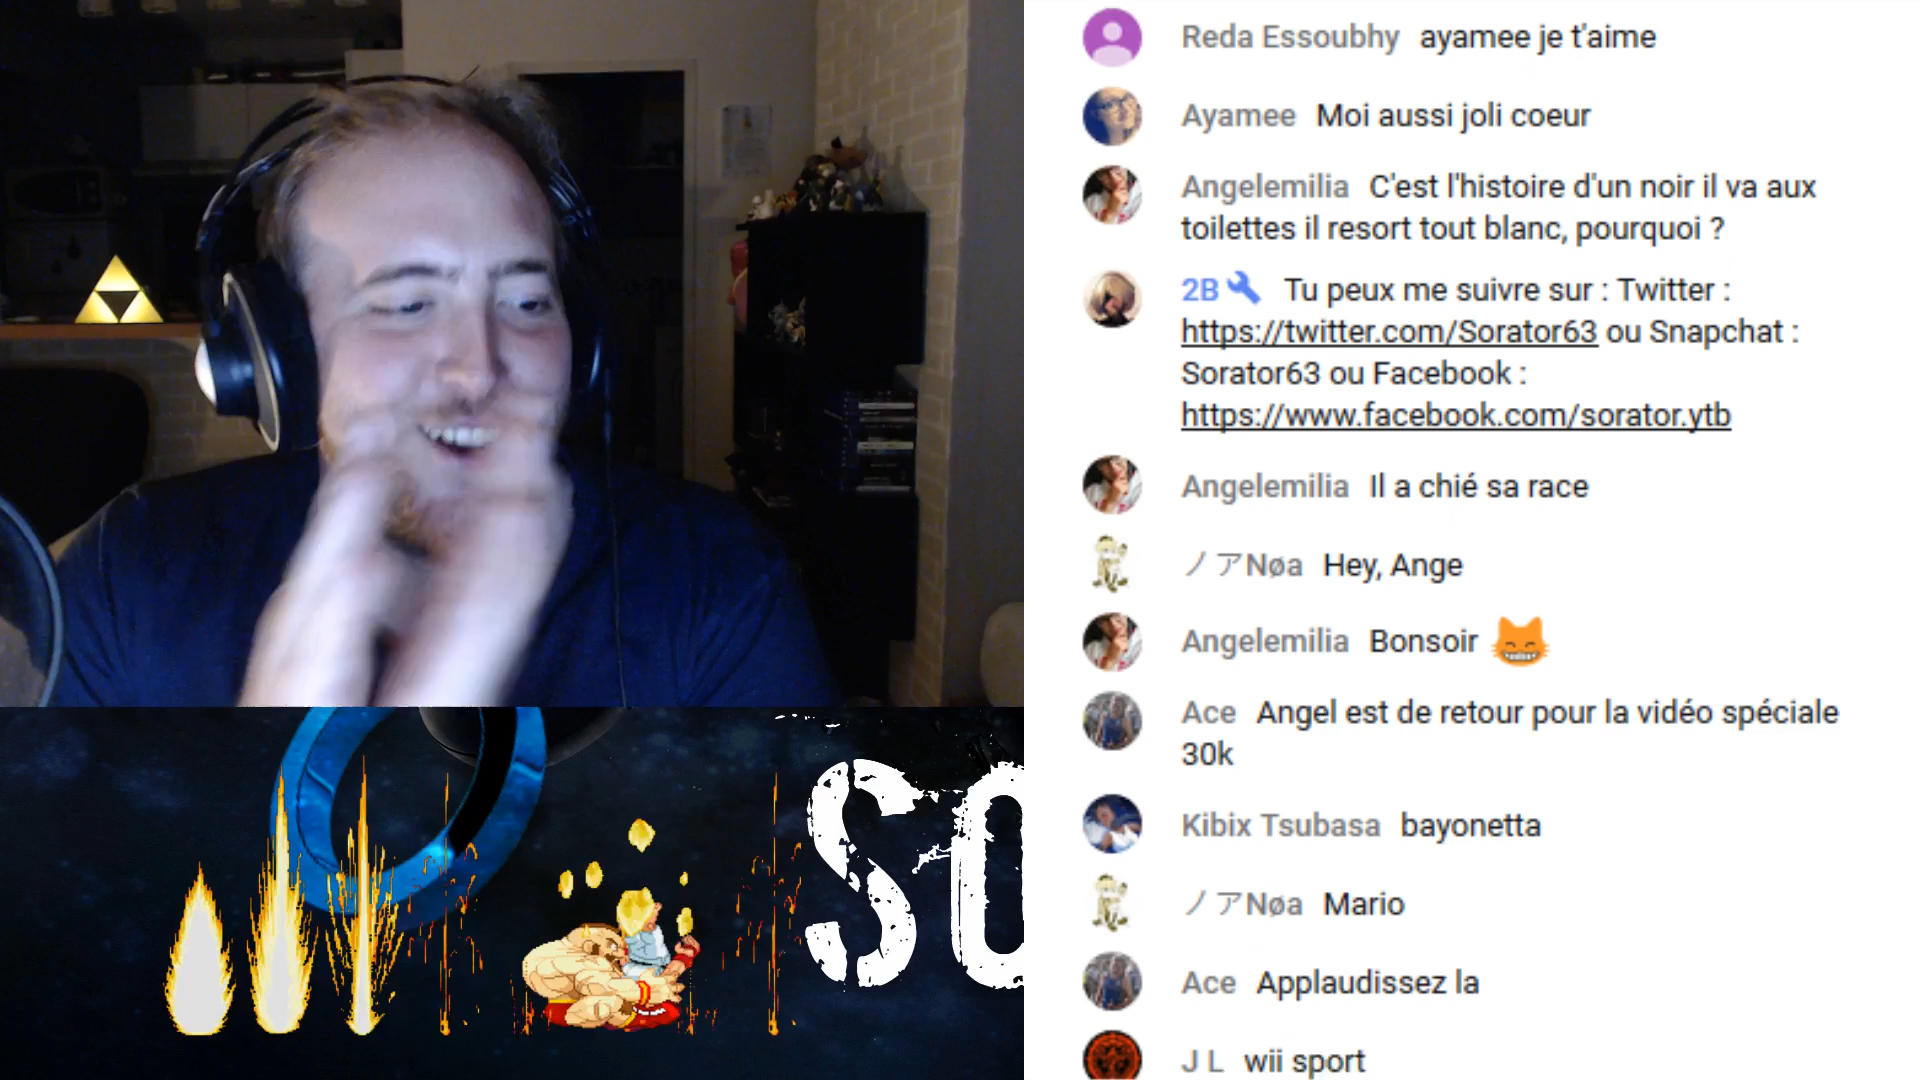 Reda Essoubhy ayamee je t'aime
Ayamee Moi aussi joli coeur
Angelemilia C'est l'histoire d'un noir il va aux
toilettes il resort tout blanc, pourquoi ?
2B Tu peux me suivre sur : Twitter :
https://twitter.com/Sorator63 ou Snapchat :
Sorator63 ou Facebook :
https://www.facebook.com/sorator.ytb
Angelemilia Il a chié sa race
ノアNøa Hey, Ange
Angelemilia Bonsoir
Ace Angel est de retour pour la vidéo spéciale
30k
Kibix Tsubasa bayonetta
ノアNøa Mario
Ace Applaudissez la
J L wii sport
SO